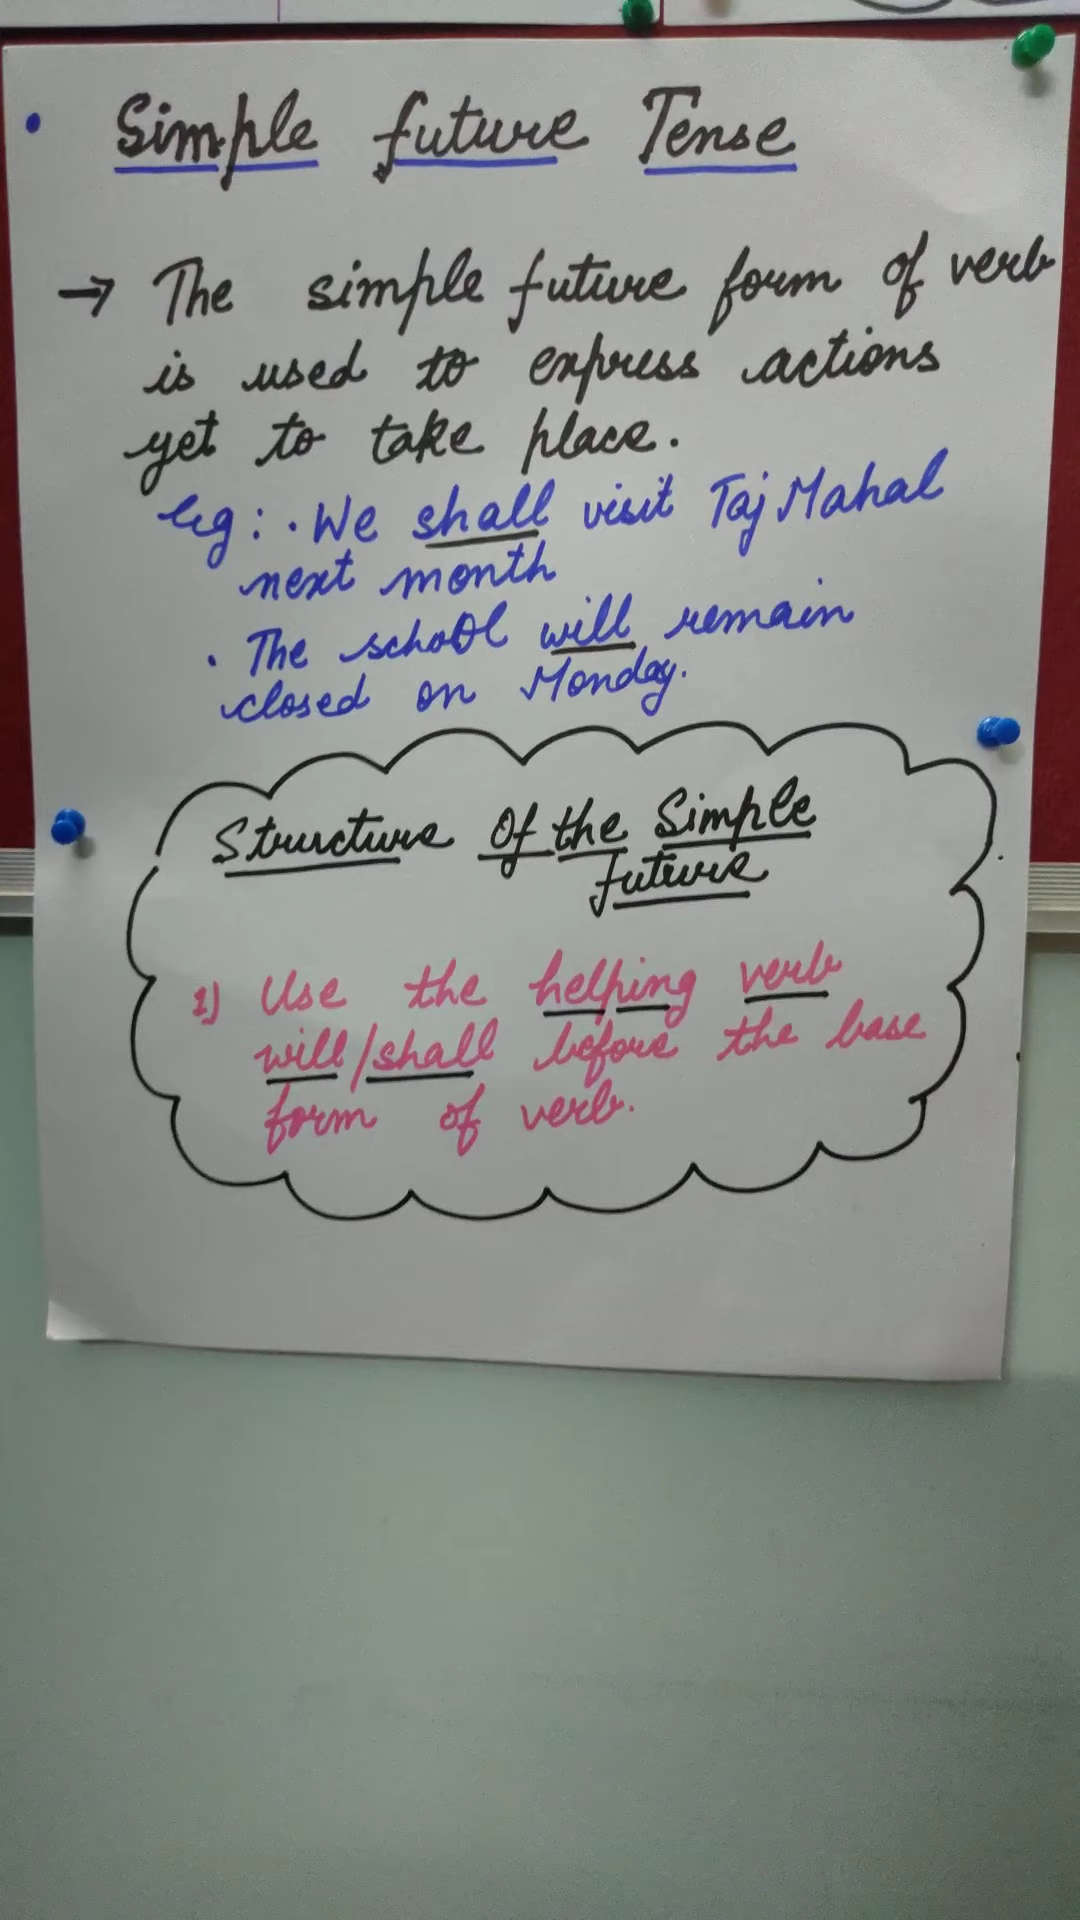 • Simple future Tense
→ The simple future form of verb
is used to express actions
yet to take place.
eg: • We shall visit Taj Mahal
next month
• The school will remain
closed on Monday.
Structure Of the Simple
future
1) Use the helping verb
will/shall before the base
form of verb.